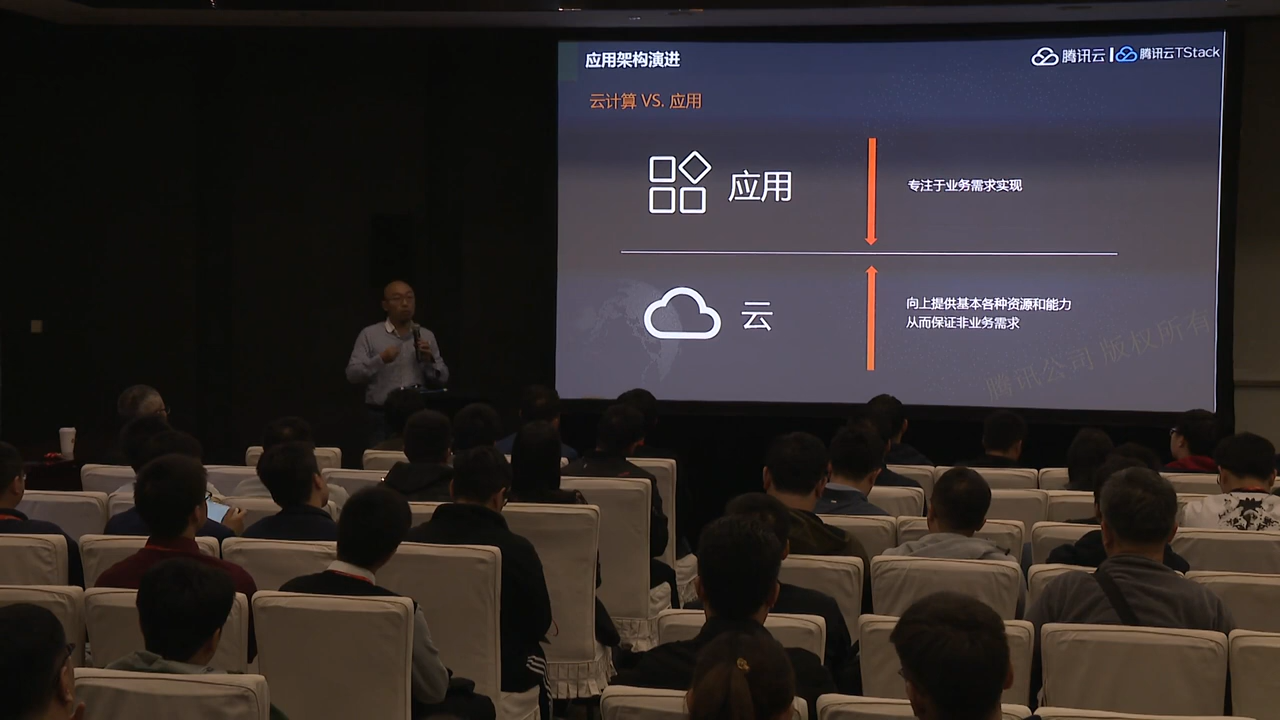 应用架构演进
腾讯云 | 腾讯云TStack
云计算 VS. 应用
应用
专注于业务需求实现
云
向上提供基本各种资源和能力
从而保证非业务需求
腾讯公司 版权所有